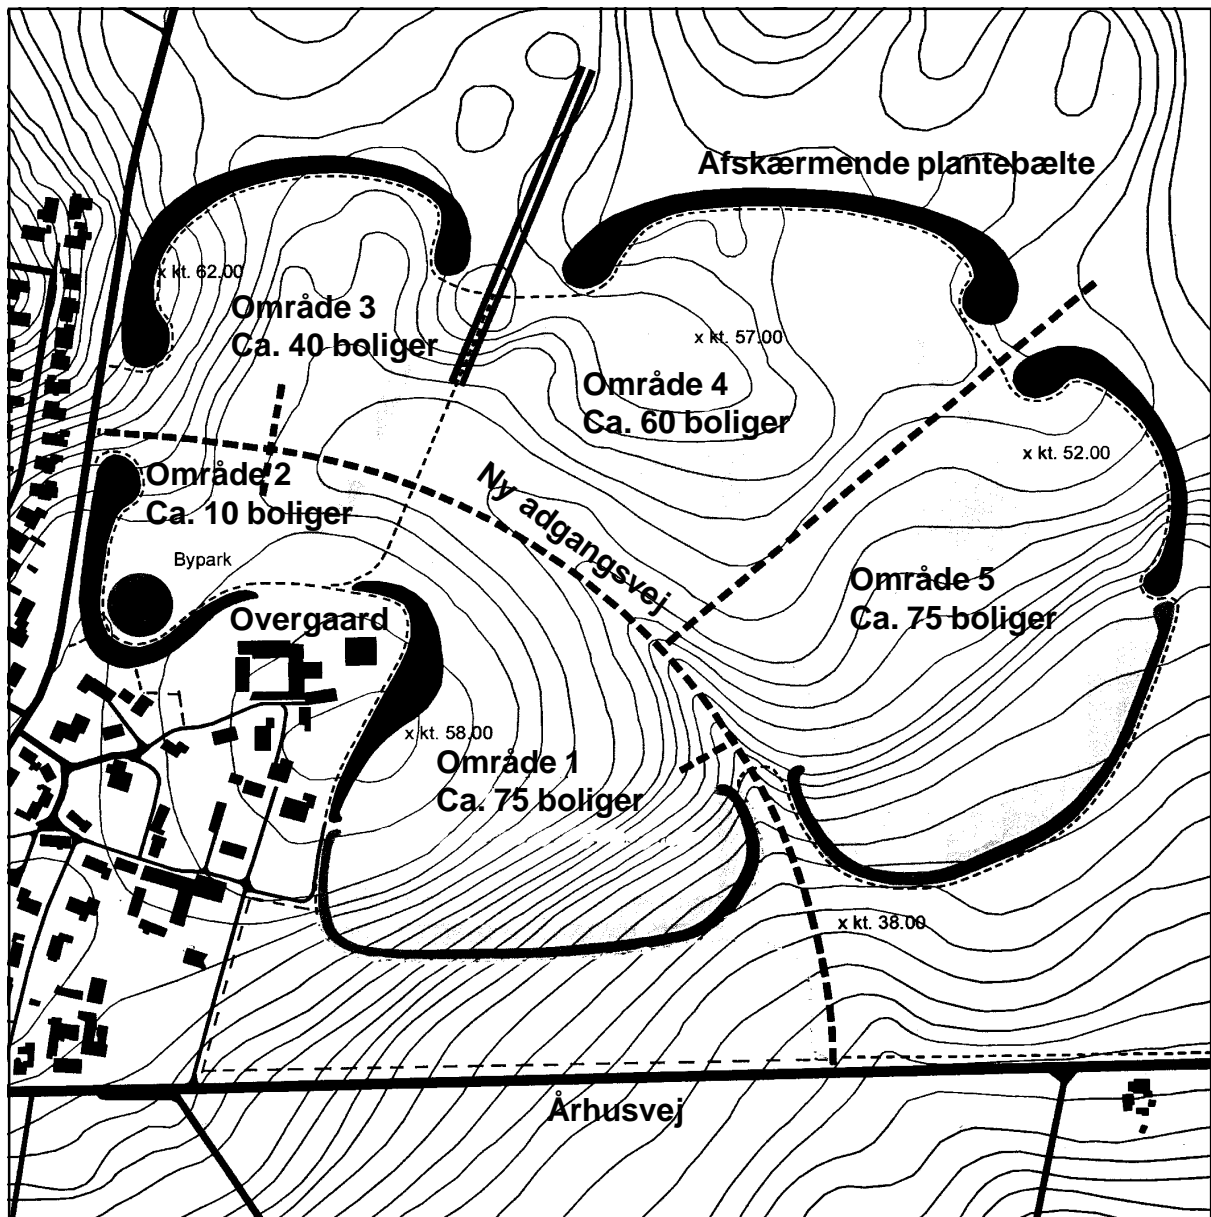 Afskærmende plantebælte
x kt. 62.00
Område 3
Ca. 40 boliger
x kt. 57.00
Område 4
Ca. 60 boliger
x kt. 52.00
Område 2
Ca. 10 boliger
Ny adgangsvej
Bypark
Område 5
Ca. 75 boliger
Overgaard
x kt. 58.00
Område 1
Ca. 75 boliger
x kt. 38.00
Århusvej